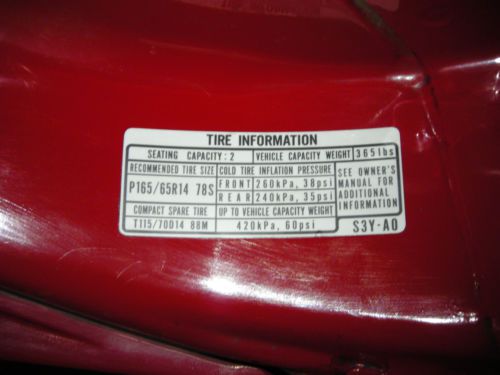 TIRE INFORMATION
SEATING CAPACITY: 2 VEHICLE CAPACITY WEIGHT 365lbs
RECOMMENDED TIRE SIZE COLD TIRE INFLATION PRESSURE SEE OWNER'S
P165/65R14 78S FRONT 260kPa, 38psi MANUAL FOR
REAR 240kPa, 35psi ADDITIONAL
COMPACT SPARE TIRE UP TO VEHICLE CAPACITY WEIGHT INFORMATION
T115/70D14 88M 420kPa, 60psi S3Y-A0